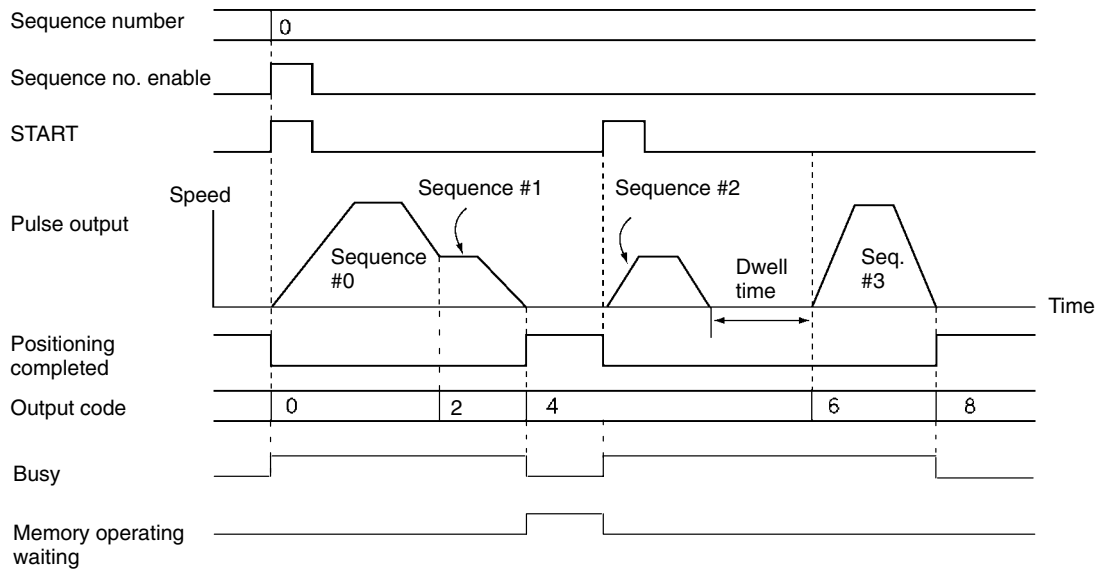 Sequence number
0
Sequence no. enable
START
Speed
Sequence #1
Sequence #2
Pulse output
Sequence
#0
Dwell
time
Seq.
#3
Time
Positioning
completed
Output code
0
2
4
6
8
Busy
Memory operating
waiting